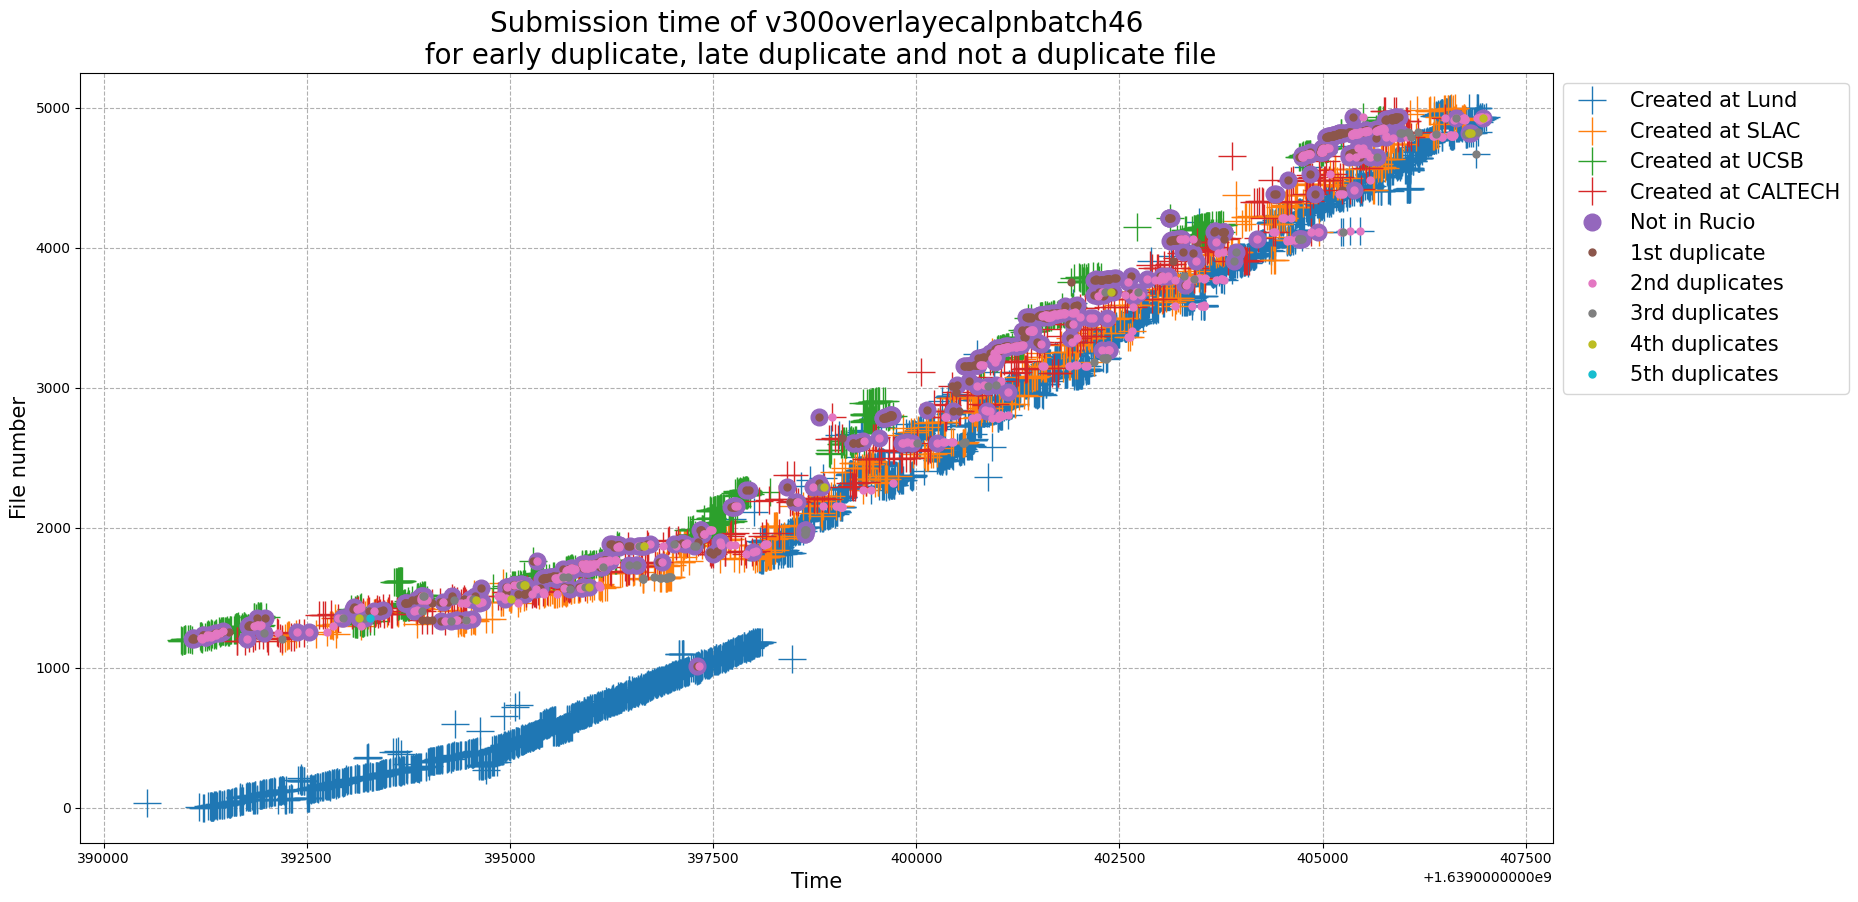 Submission time of v300overlayecalpnbatch46
for early duplicate, late duplicate and not a duplicate file
File number
5000
4000
3000
2000
1000
0
390000
392500
395000
397500
400000
402500
405000
407500
+1.6390000000e9
Time
Created at Lund
Created at SLAC
Created at UCSB
Created at CALTECH
Not in Rucio
1st duplicate
2nd duplicates
3rd duplicates
4th duplicates
5th duplicates